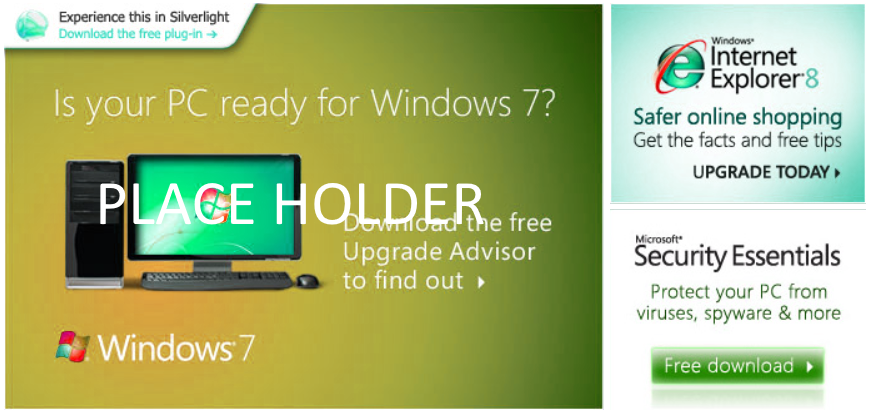 Experience this in Silverlight
Download the free plug-in →
Is your PC ready for Windows 7?
PLACE HOLDER
Download the free
Upgrade Advisor
to find out ▸
Windows 7
Windows®
Internet
Explorer 8
Safer online shopping
Get the facts and free tips
UPGRADE TODAY ▸
Microsoft®
Security Essentials
Protect your PC from
viruses, spyware & more
Free download ▸